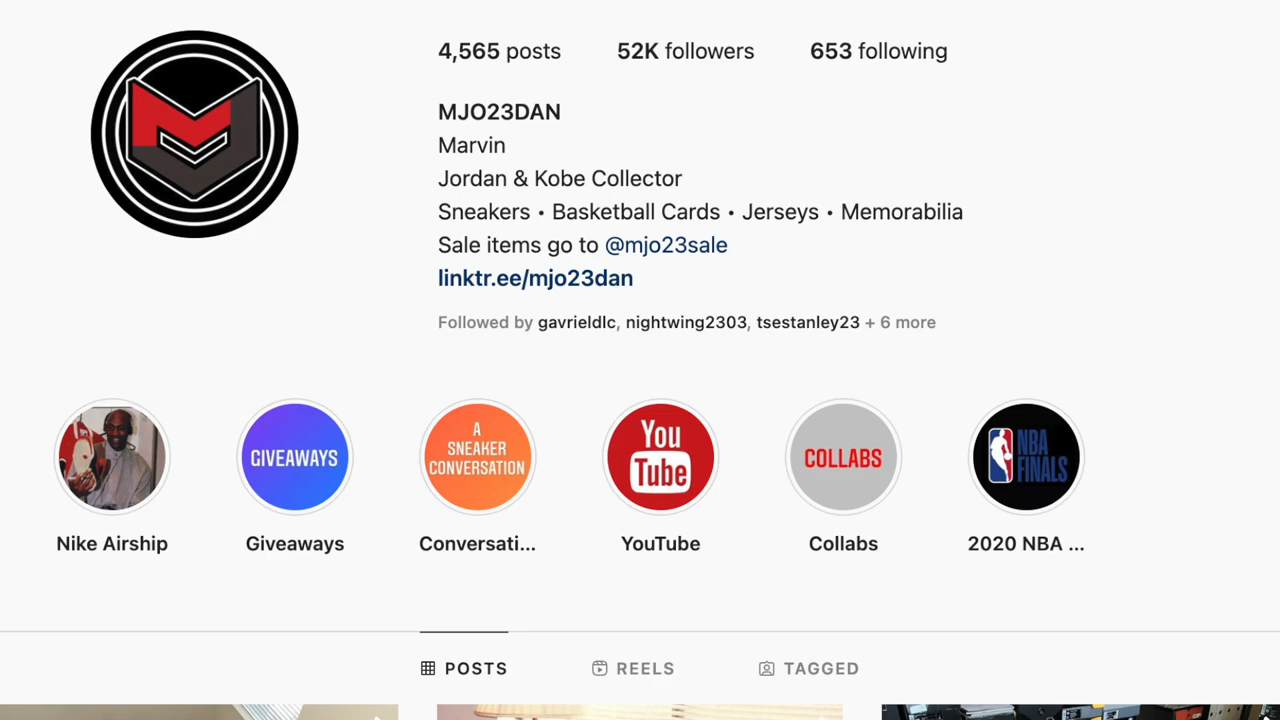 4,565 posts 52K followers 653 following
MJO23DAN
Marvin
Jordan & Kobe Collector
Sneakers • Basketball Cards • Jerseys • Memorabilia
Sale items go to @mjo23sale
linktr.ee/mjo23dan
Followed by gavrieldlc, nightwing2303, tsestanley23 + 6 more
GIVEAWAYS
A
SNEAKER
CONVERSATION
You
Tube
COLLABS
NBA
FINALS
Nike Airship Giveaways Conversati... YouTube Collabs 2020 NBA ...
POSTS REELS TAGGED